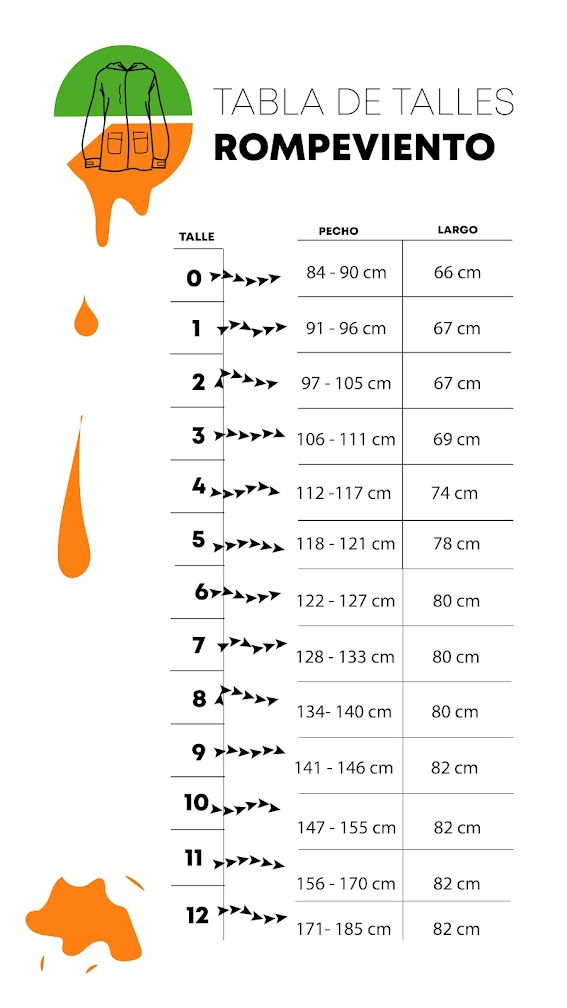 TABLA DE TALLES
ROMPEVIENTO
TALLE PECHO LARGO
0 84 - 90 cm 66 cm
1 91 - 96 cm 67 cm
2 97 - 105 cm 67 cm
3 106 - 111 cm 69 cm
4 112 -117 cm 74 cm
5 118 - 121 cm 78 cm
6 122 - 127 cm 80 cm
7 128 - 133 cm 80 cm
8 134- 140 cm 80 cm
9 141 - 146 cm 82 cm
10 147 - 155 cm 82 cm
11 156 - 170 cm 82 cm
12 171- 185 cm 82 cm